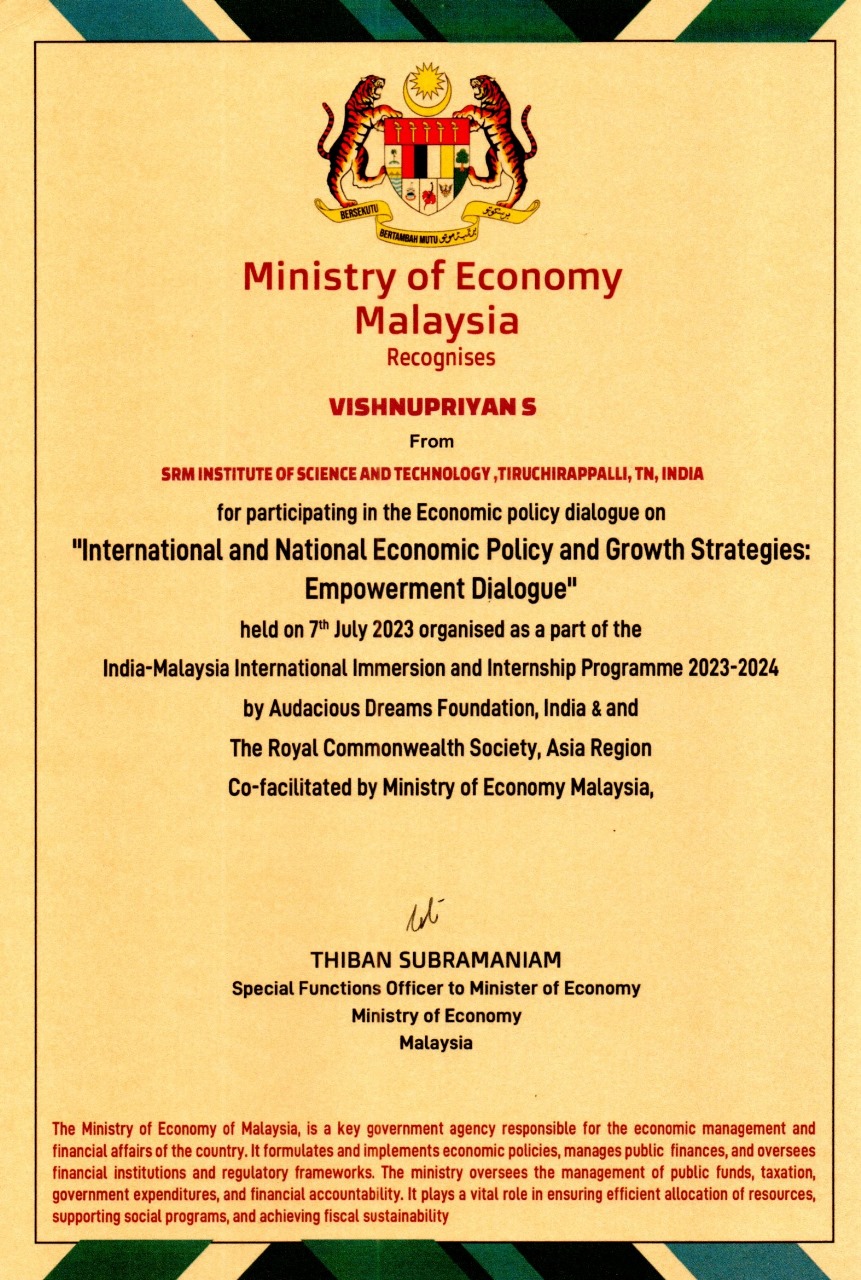 BERSEKUTU
BERTAMBAH MUTU
Ministry of Economy
Malaysia
Recognises
VISHNUPRIYAN S
From
SRM INSTITUTE OF SCIENCE AND TECHNOLOGY ,TIRUCHIRAPPALLI, TN, INDIA
for participating in the Economic policy dialogue on
"International and National Economic Policy and Growth Strategies:
Empowerment Dialogue"
held on 7th July 2023 organised as a part of the
India-Malaysia International Immersion and Internship Programme 2023-2024
by Audacious Dreams Foundation, India & and
The Royal Commonwealth Society, Asia Region
Co-facilitated by Ministry of Economy Malaysia,
THIBAN SUBRAMANIAM
Special Functions Officer to Minister of Economy
Ministry of Economy
Malaysia
The Ministry of Economy of Malaysia, is a key government agency responsible for the economic management and
financial affairs of the country. It formulates and implements economic policies, manages public finances, and oversees
financial institutions and regulatory frameworks. The ministry oversees the management of public funds, taxation,
government expenditures, and financial accountability. It plays a vital role in ensuring efficient allocation of resources,
supporting social programs, and achieving fiscal sustainability